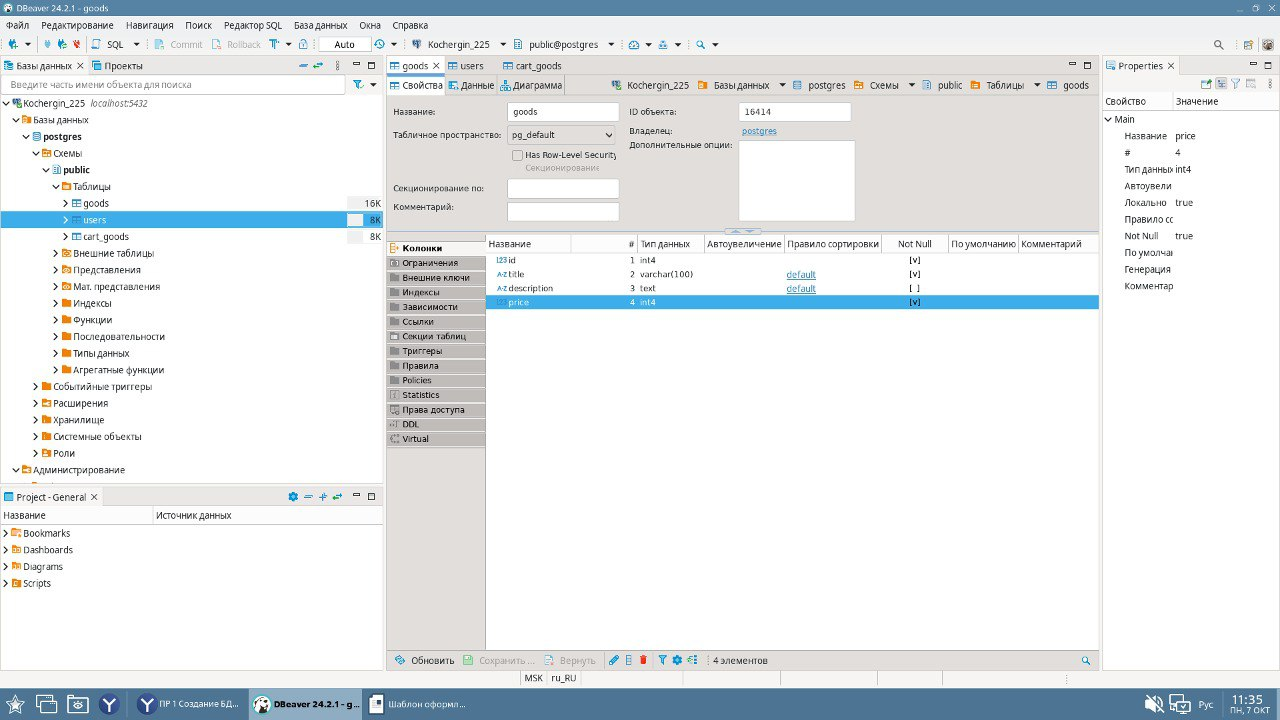 DBeaver 24.2.1 - goods
Файл Редактирование Навигация Поиск Редактор SQL База данных Окна Справка
SQL Commit Rollback Auto Kochergin_225 public@postgres
Базы данных Проекты
Введите часть имени объекта для поиска
Kochergin_225 localhost:5432
Базы данных
postgres
Схемы
public
Таблицы
goods 16K
users 8K
cart_goods 8K
Внешние таблицы
Представления
Мат. представления
Индексы
Функции
Последовательности
Типы данных
Агрегатные функции
Событийные триггеры
Расширения
Хранилище
Системные объекты
Роли
Администрирование
Project - General
Название Источник данных
Bookmarks
Dashboards
Diagrams
Scripts
goods users cart_goods
Свойства Данные Диаграмма Kochergin_225 Базы данных postgres Схемы public Таблицы goods
Название: goods ID объекта: 16414
Табличное пространство: pg_default Владелец: postgres
Дополнительные опции:
Has Row-Level Security
Секционирование
Секционирование по:
Комментарий:
Колонки
Ограничения
Внешние ключи
Индексы
Зависимости
Ссылки
Секции таблиц
Триггеры
Правила
Policies
Statistics
Права доступа
DDL
Virtual
Название # Тип данных Автоувеличение Правило сортировки Not Null По умолчанию Комментарий
123 id 1 int4 [v]
A-Z title 2 varchar(100) default [v]
A-Z description 3 text default [ ]
123 price 4 int4 [v]
Обновить Сохранить... Вернуть 4 элементов
Properties
Свойство Значение
Main
Название price
# 4
Тип данных int4
Автоувели
Локально true
Правило сс
Not Null true
По умолчан
Генерация
Комментар
MSK ru_RU
ПР 1 Создание БД... DBeaver 24.2.1 - g... Шаблон оформл... Рус 11:35
ПН, 7 ОКТ